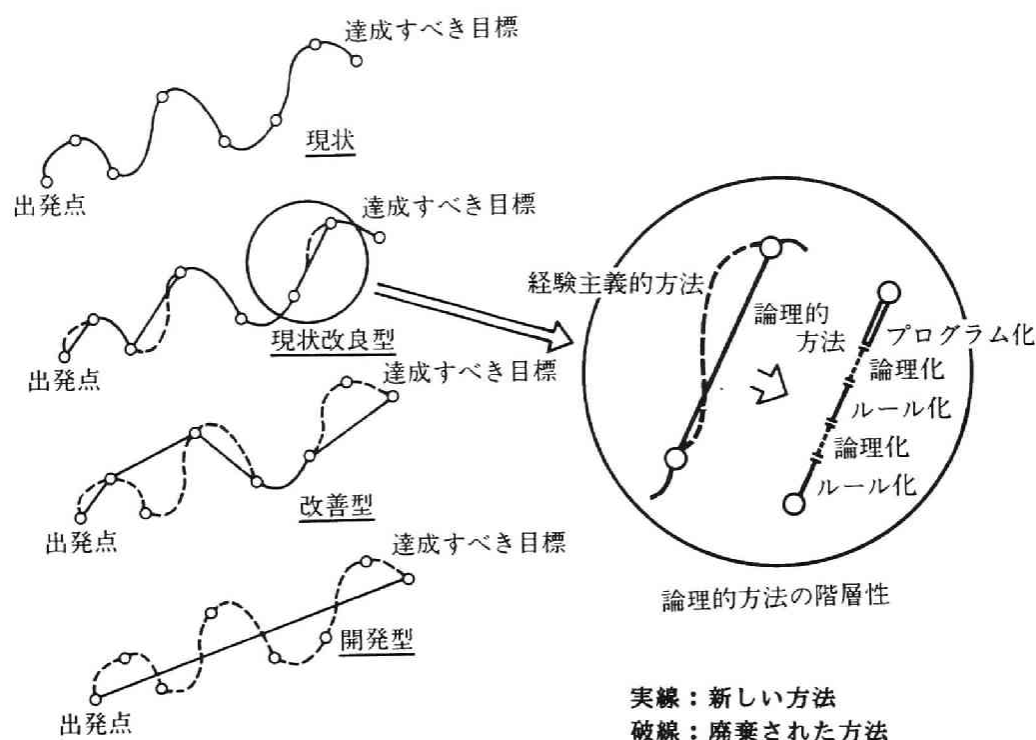 達成すべき目標
現状
出発点
達成すべき目標
現状改良型
出発点
達成すべき目標
改善型
出発点
達成すべき目標
開発型
出発点
経験主義的方法
論理的
方法
プログラム化
論理化
ルール化
論理化
ルール化
論理的方法の階層性
実線：新しい方法
破線：廃棄された方法